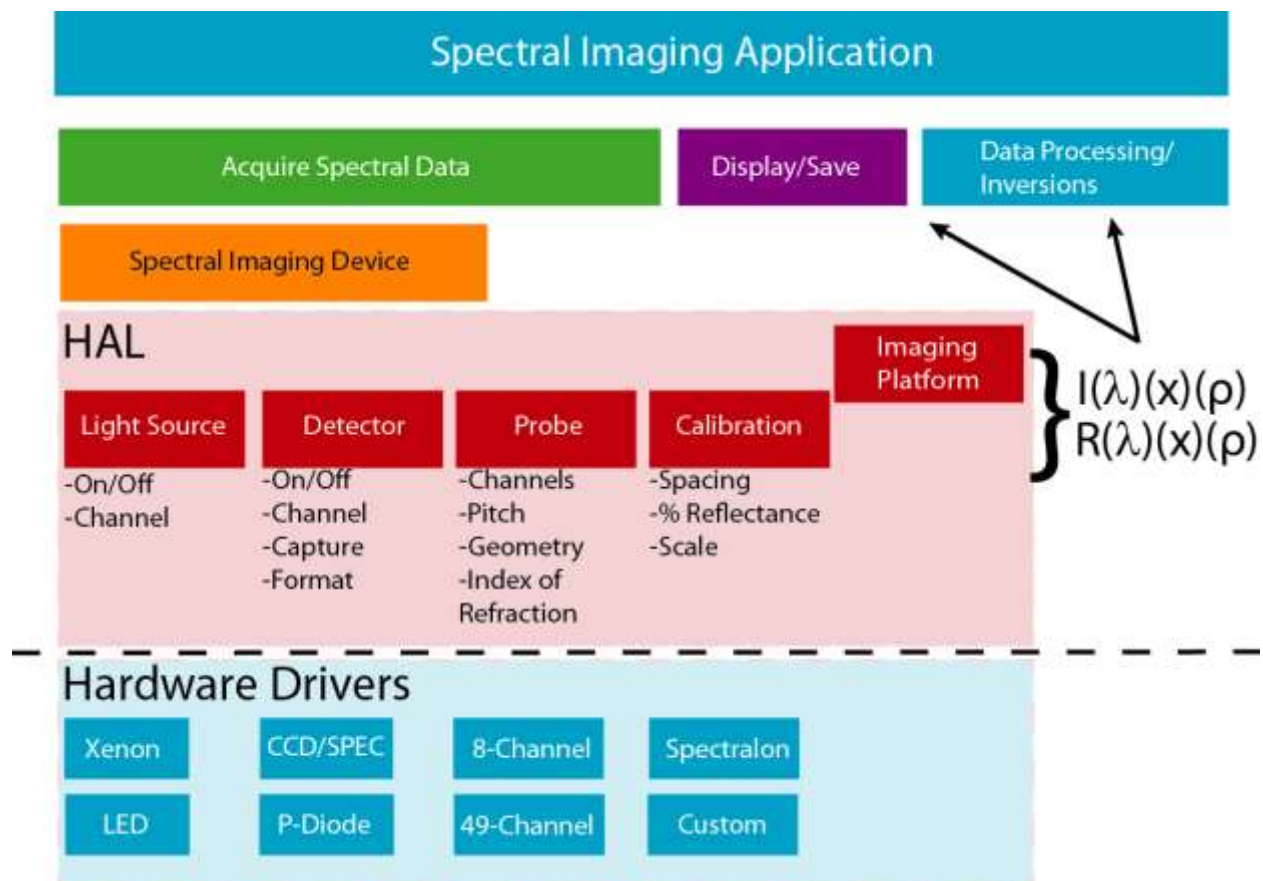 Spectral Imaging Application
Acquire Spectral Data
Display/Save
Data Processing/
Inversions
Spectral Imaging Device
HAL
Imaging
Platform
I(λ)(x)(ρ)
R(λ)(x)(ρ)
Light Source
-On/Off
-Channel
Detector
-On/Off
-Channel
-Capture
-Format
Probe
-Channels
-Pitch
-Geometry
-Index of
Refraction
Calibration
-Spacing
-% Reflectance
-Scale
Hardware Drivers
Xenon
CCD/SPEC
8-Channel
Spectralon
LED
P-Diode
49-Channel
Custom